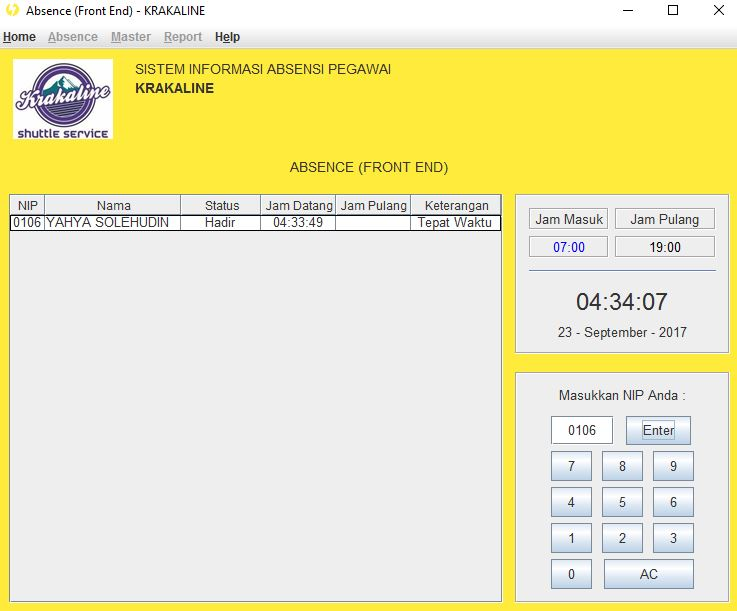 Absence (Front End) - KRAKALINE
Home Absence Master Report Help
Krakaline
shuttle service
SISTEM INFORMASI ABSENSI PEGAWAI
KRAKALINE
ABSENCE (FRONT END)
NIP Nama Status Jam Datang Jam Pulang Keterangan
0106 YAHYA SOLEHUDIN Hadir 04:33:49 Tepat Waktu
Jam Masuk Jam Pulang
07:00 19:00
04:34:07
23 - September - 2017
Masukkan NIP Anda :
0106 Enter
7 8 9
4 5 6
1 2 3
0 AC